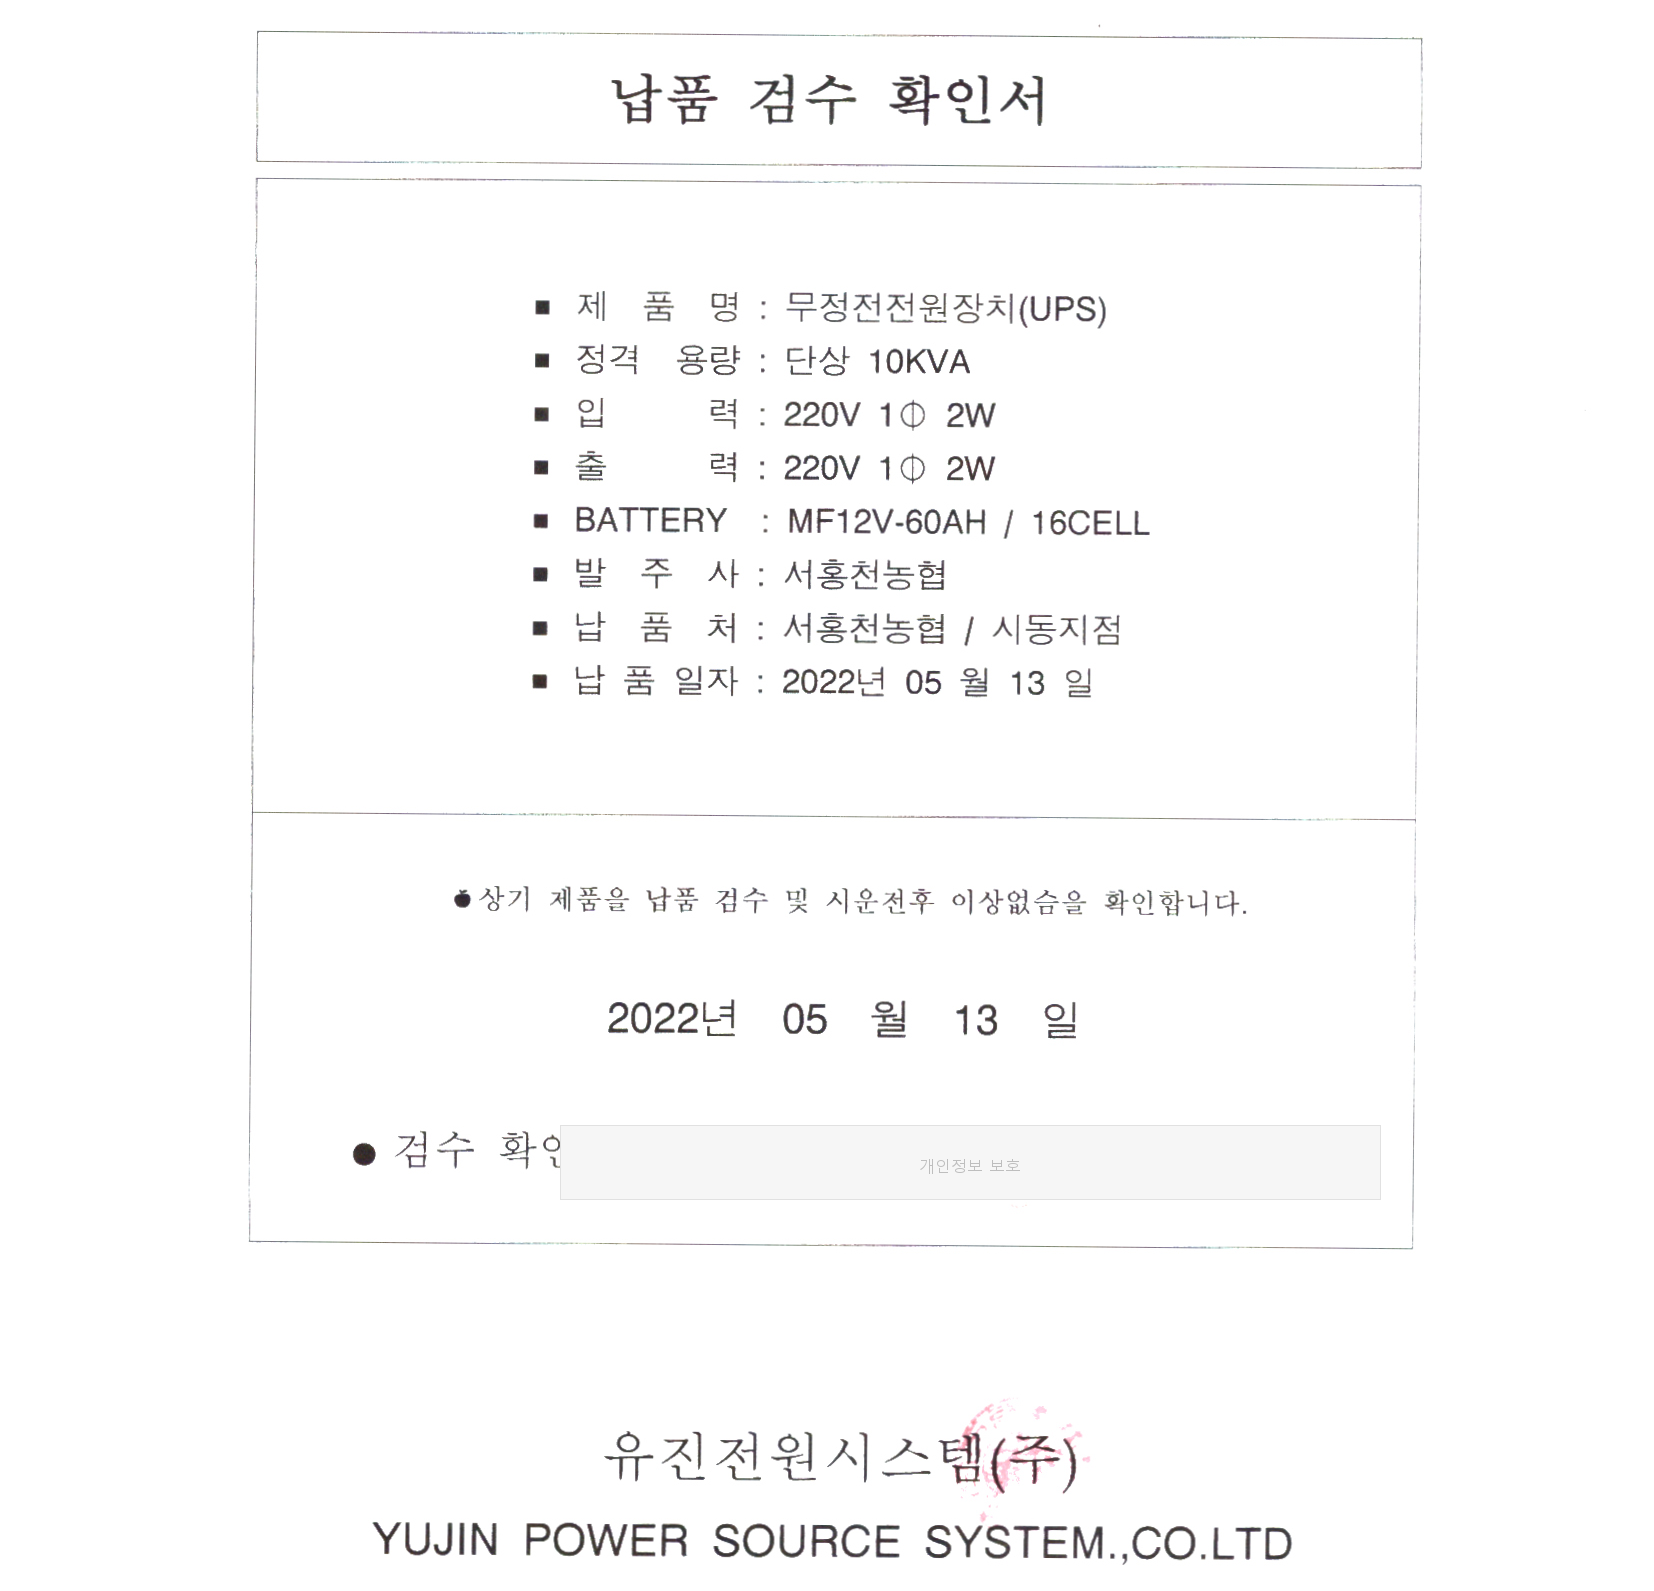 납품 검수 확인서
■ 제 품 명 : 무정전전원장치(UPS)
■ 정격 용량 : 단상 10KVA
■ 입 력 : 220V 1⏀ 2W
■ 출 력 : 220V 1⏀ 2W
■ BATTERY : MF12V-60AH / 16CELL
■ 발 주 사 : 서홍천농협
■ 납 품 처 : 서홍천농협 / 시동지점
■ 납 품 일자 : 2022년 05 월 13 일
상기 제품을 납품 검수 및 시운전후 이상없슴을 확인합니다.
2022년 05 월 13 일
● 검수 확인
개인정보 보호
유진전원시스템(주)
YUJIN POWER SOURCE SYSTEM.,CO.LTD